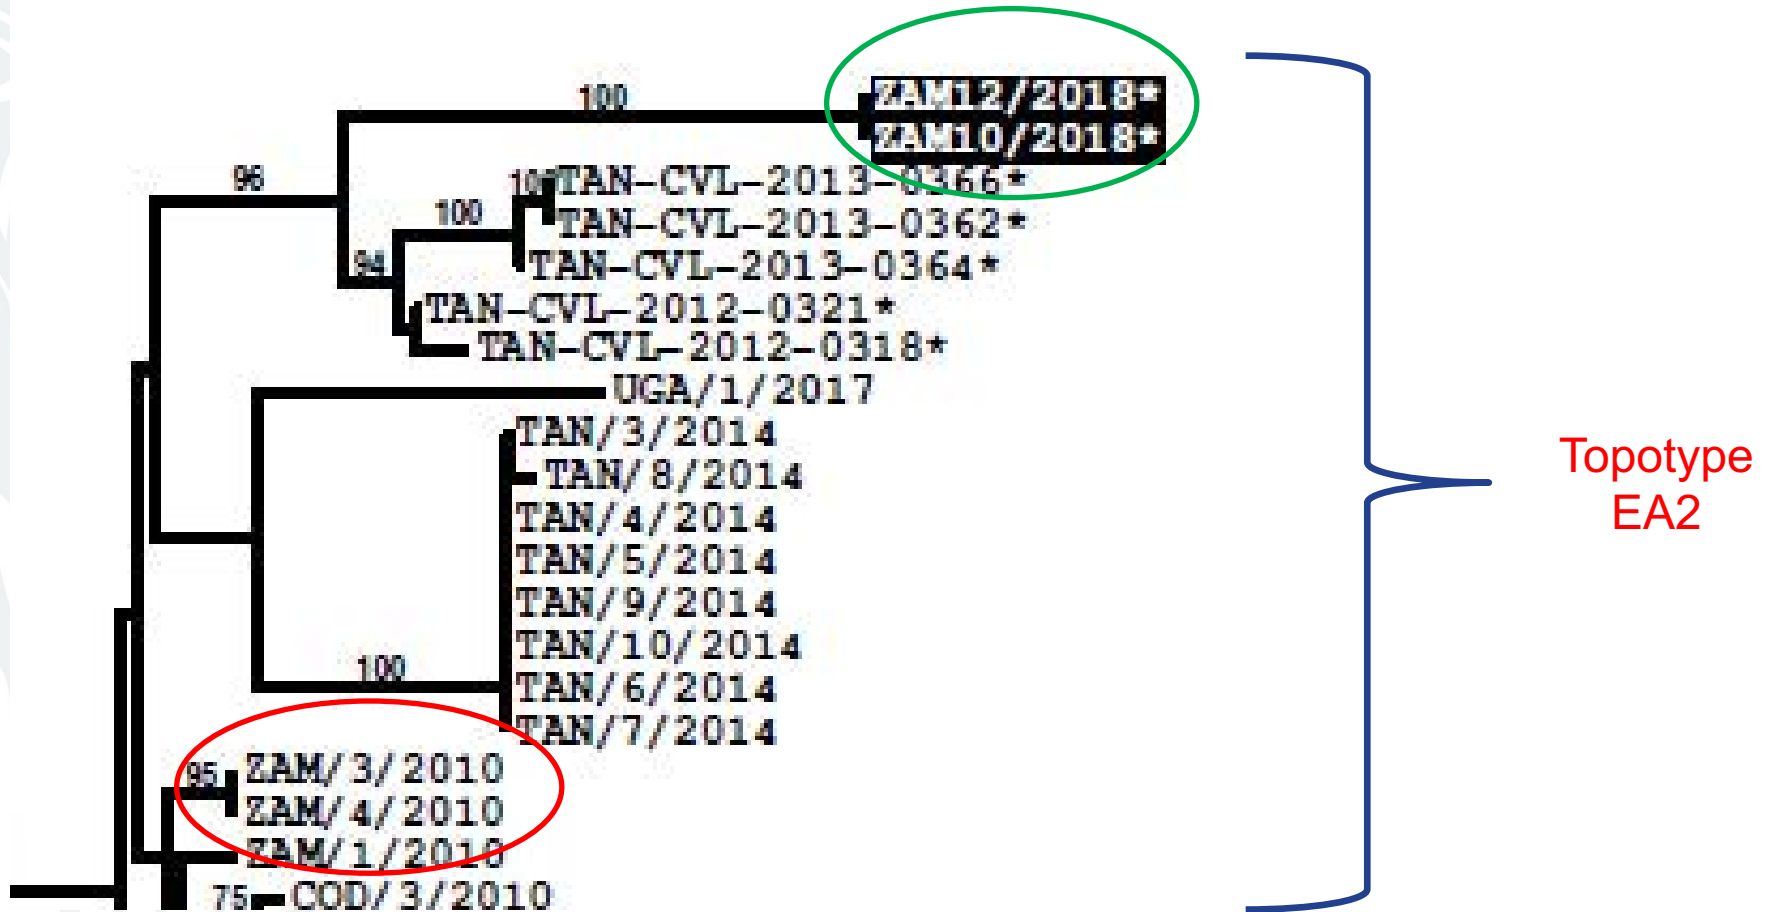 100
ZAM12/2018*
ZAM10/2018*
96
TAN-CVL-2013-0366*
100
TAN-CVL-2013-0362*
94
TAN-CVL-2013-0364*
TAN-CVL-2012-0321*
TAN-CVL-2012-0318*
UGA/1/2017
TAN/3/2014
TAN/8/2014
Topotype
EA2
TAN/4/2014
TAN/5/2014
TAN/9/2014
TAN/10/2014
100
TAN/6/2014
TAN/7/2014
95
ZAM/3/2010
ZAM/4/2010
ZAM/1/2010
75
COD/3/2010